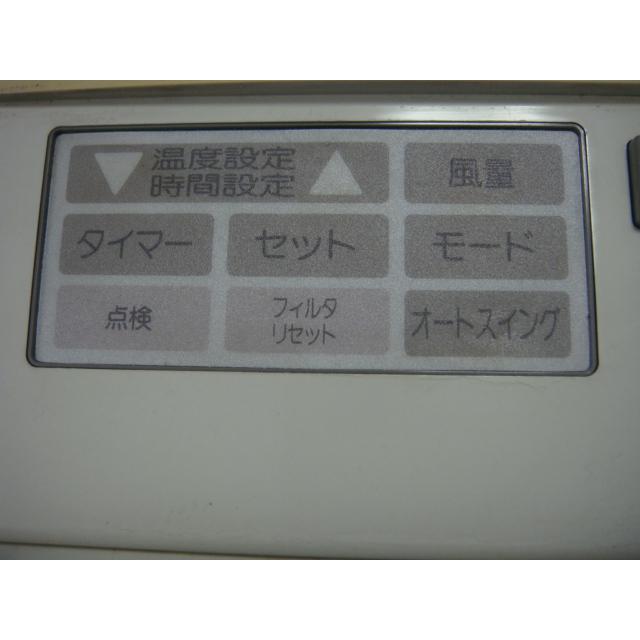 ▼ 温度設定 ▲
時間設定
風量
タイマー
セット
モード
点検
フィルタ
リセット
オートスイング